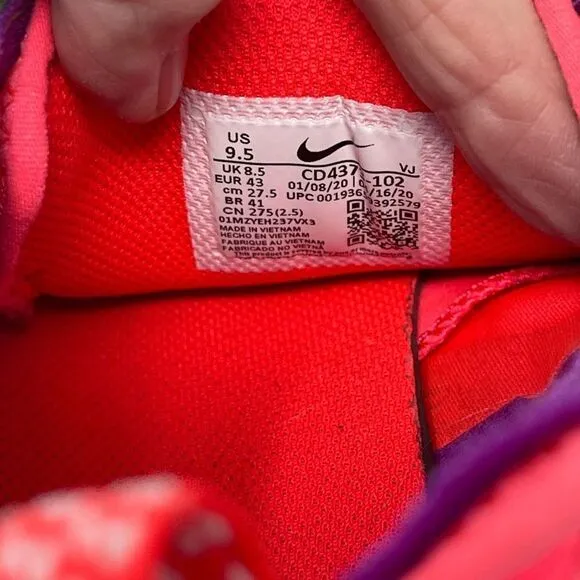 US
9.5
UK 8.5
EUR 43
cm 27.5
BR 41
CN 275(2.5)
01MZYEH237VX3
MADE IN VIETNAM
HECHO EN VIETNAM
FABRIQUE AU VIETNAM
FABRICADO NO VIETNÃ
CD437 -102
VJ
01/08/20 16/20
UPC 001936 392579